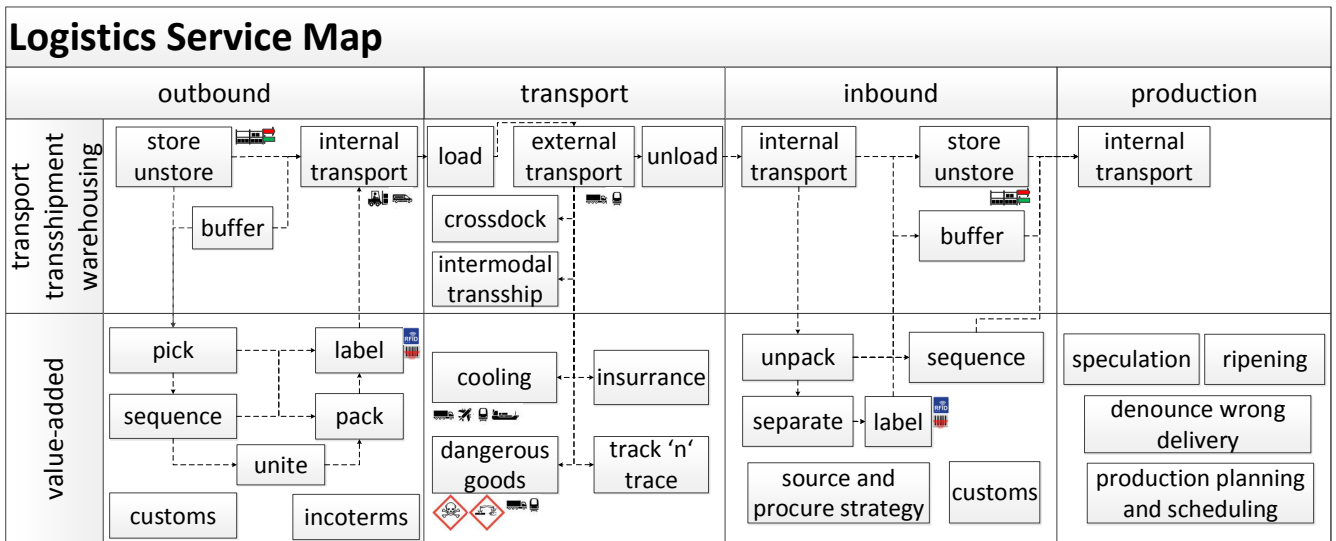 Logistics Service Map
outbound
transport
inbound
production
transport
transshipment
warehousing
store
unstore
internal
transport
buffer
load
external
transport
unload
crossdock
intermodal
transship
internal
transport
store
unstore
buffer
internal
transport
value-added
pick
label
RFID
sequence
pack
unite
customs
incoterms
cooling
insurrance
dangerous
goods
track ‘n‘
trace
unpack
sequence
separate
label
RFID
source and
procure strategy
customs
speculation
ripening
denounce wrong
delivery
production planning
and scheduling